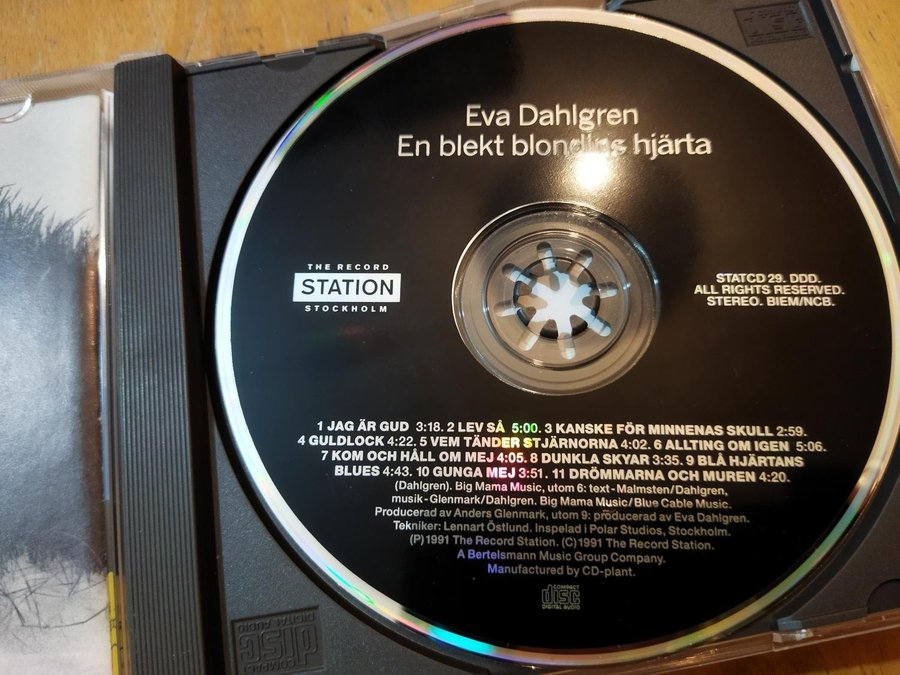 Eva Dahlgren
En blekt blondins hjärta
THE RECORD
STATION
STOCKHOLM
STATCD 29. DDD.
ALL RIGHTS RESERVED.
STEREO. BIEM/NCB.
1 JAG ÄR GUD 3:18. 2 LEV SÅ 5:00. 3 KANSKE FÖR MINNENAS SKULL 2:59.
4 GULDLOCK 4:22. 5 VEM TÄNDER STJÄRNORNA 4:02. 6 ALLTING OM IGEN 5:06.
7 KOM OCH HÅLL OM MEJ 4:05. 8 DUNKLA SKYAR 3:35. 9 BLÅ HJÄRTANS
BLUES 4:43. 10 GUNGA MEJ 3:51. 11 DRÖMMARNA OCH MUREN 4:20.
(Dahlgren). Big Mama Music, utom 6: text-Malmsten/Dahlgren,
musik-Glenmark/Dahlgren. Big Mama Music/Blue Cable Music.
Producerad av Anders Glenmark, utom 9: producerad av Eva Dahlgren.
Tekniker: Lennart Östlund. Inspelad i Polar Studios, Stockholm.
(P)1991 The Record Station. (C)1991 The Record Station.
A Bertelsmann Music Group Company.
Manufactured by CD-plant.
COMPACT
disc
DIGITAL AUDIO
COMPACT
disc
DIGITAL AUDIO